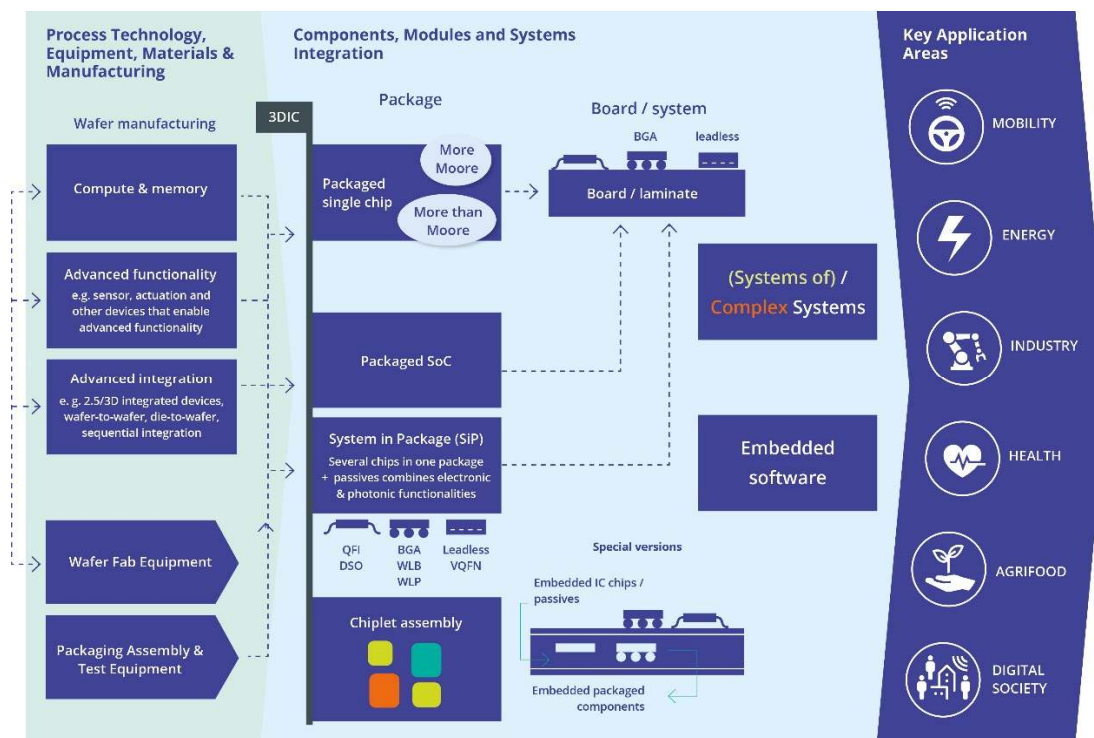 Process Technology,
Equipment, Materials &
Manufacturing
Wafer manufacturing
Compute & memory
Advanced functionality
e.g. sensor, actuation and
other devices that enable
advanced functionality
Advanced integration
e. g. 2.5/3D integrated devices,
wafer-to-wafer, die-to-wafer,
sequential integration
Wafer Fab Equipment
Packaging Assembly &
Test Equipment
3DIC
Components, Modules and Systems
Integration
Package
Packaged
single chip
More
Moore
More than
Moore
Packaged SoC
System in Package (SiP)
Several chips in one package
+ passives combines electronic
& photonic functionalities
QFI
DSO
BGA
WLB
WLP
Leadless
VQFN
Chiplet assembly
Board / system
BGA
leadless
Board / laminate
(Systems of) /
Complex Systems
Embedded
software
Special versions
Embedded IC chips /
passives
Embedded packaged
components
Key Application
Areas
MOBILITY
ENERGY
INDUSTRY
HEALTH
AGRIFOOD
DIGITAL
SOCIETY